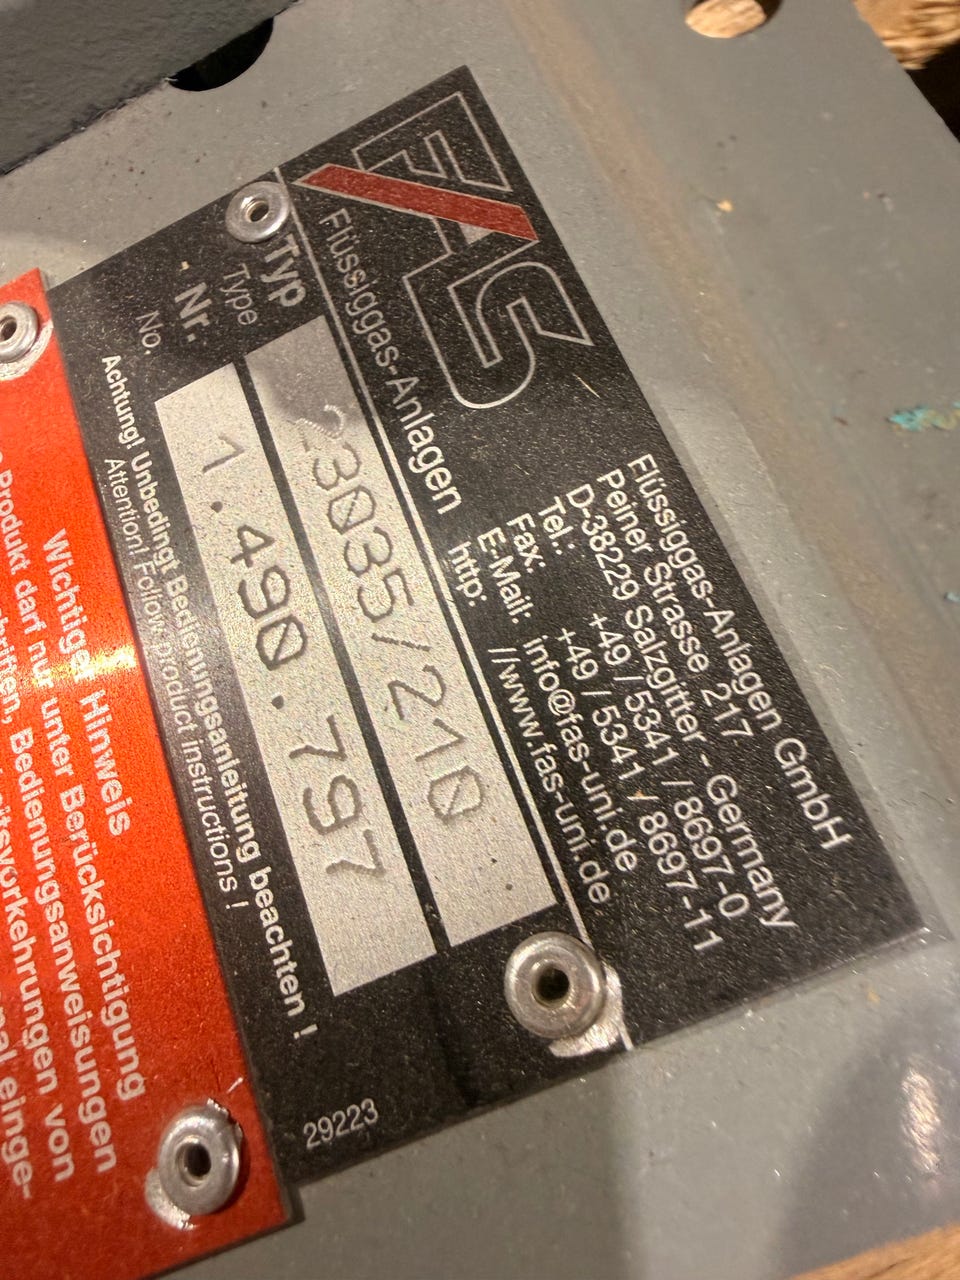 FAS
Flüssiggas-Anlagen
Flüssiggas-Anlagen GmbH
Peiner Strasse 217
D-38229 Salzgitter - Germany
Tel.: +49 / 5341 / 8697-0
Fax: +49 / 5341 / 8697-11
E-Mail: info@fas-uni.de
http: //www.fas-uni.de
Typ 23035/210
Type
Nr. 1.490.797
No.
Achtung! Unbedingt Bedienungsanleitung beachten !
Attention! Follow product instructions !
29223
Wichtiger Hinweis
Produkt darf nur unter Berücksichtigung
Bedienungsanweisungen
von
einge-